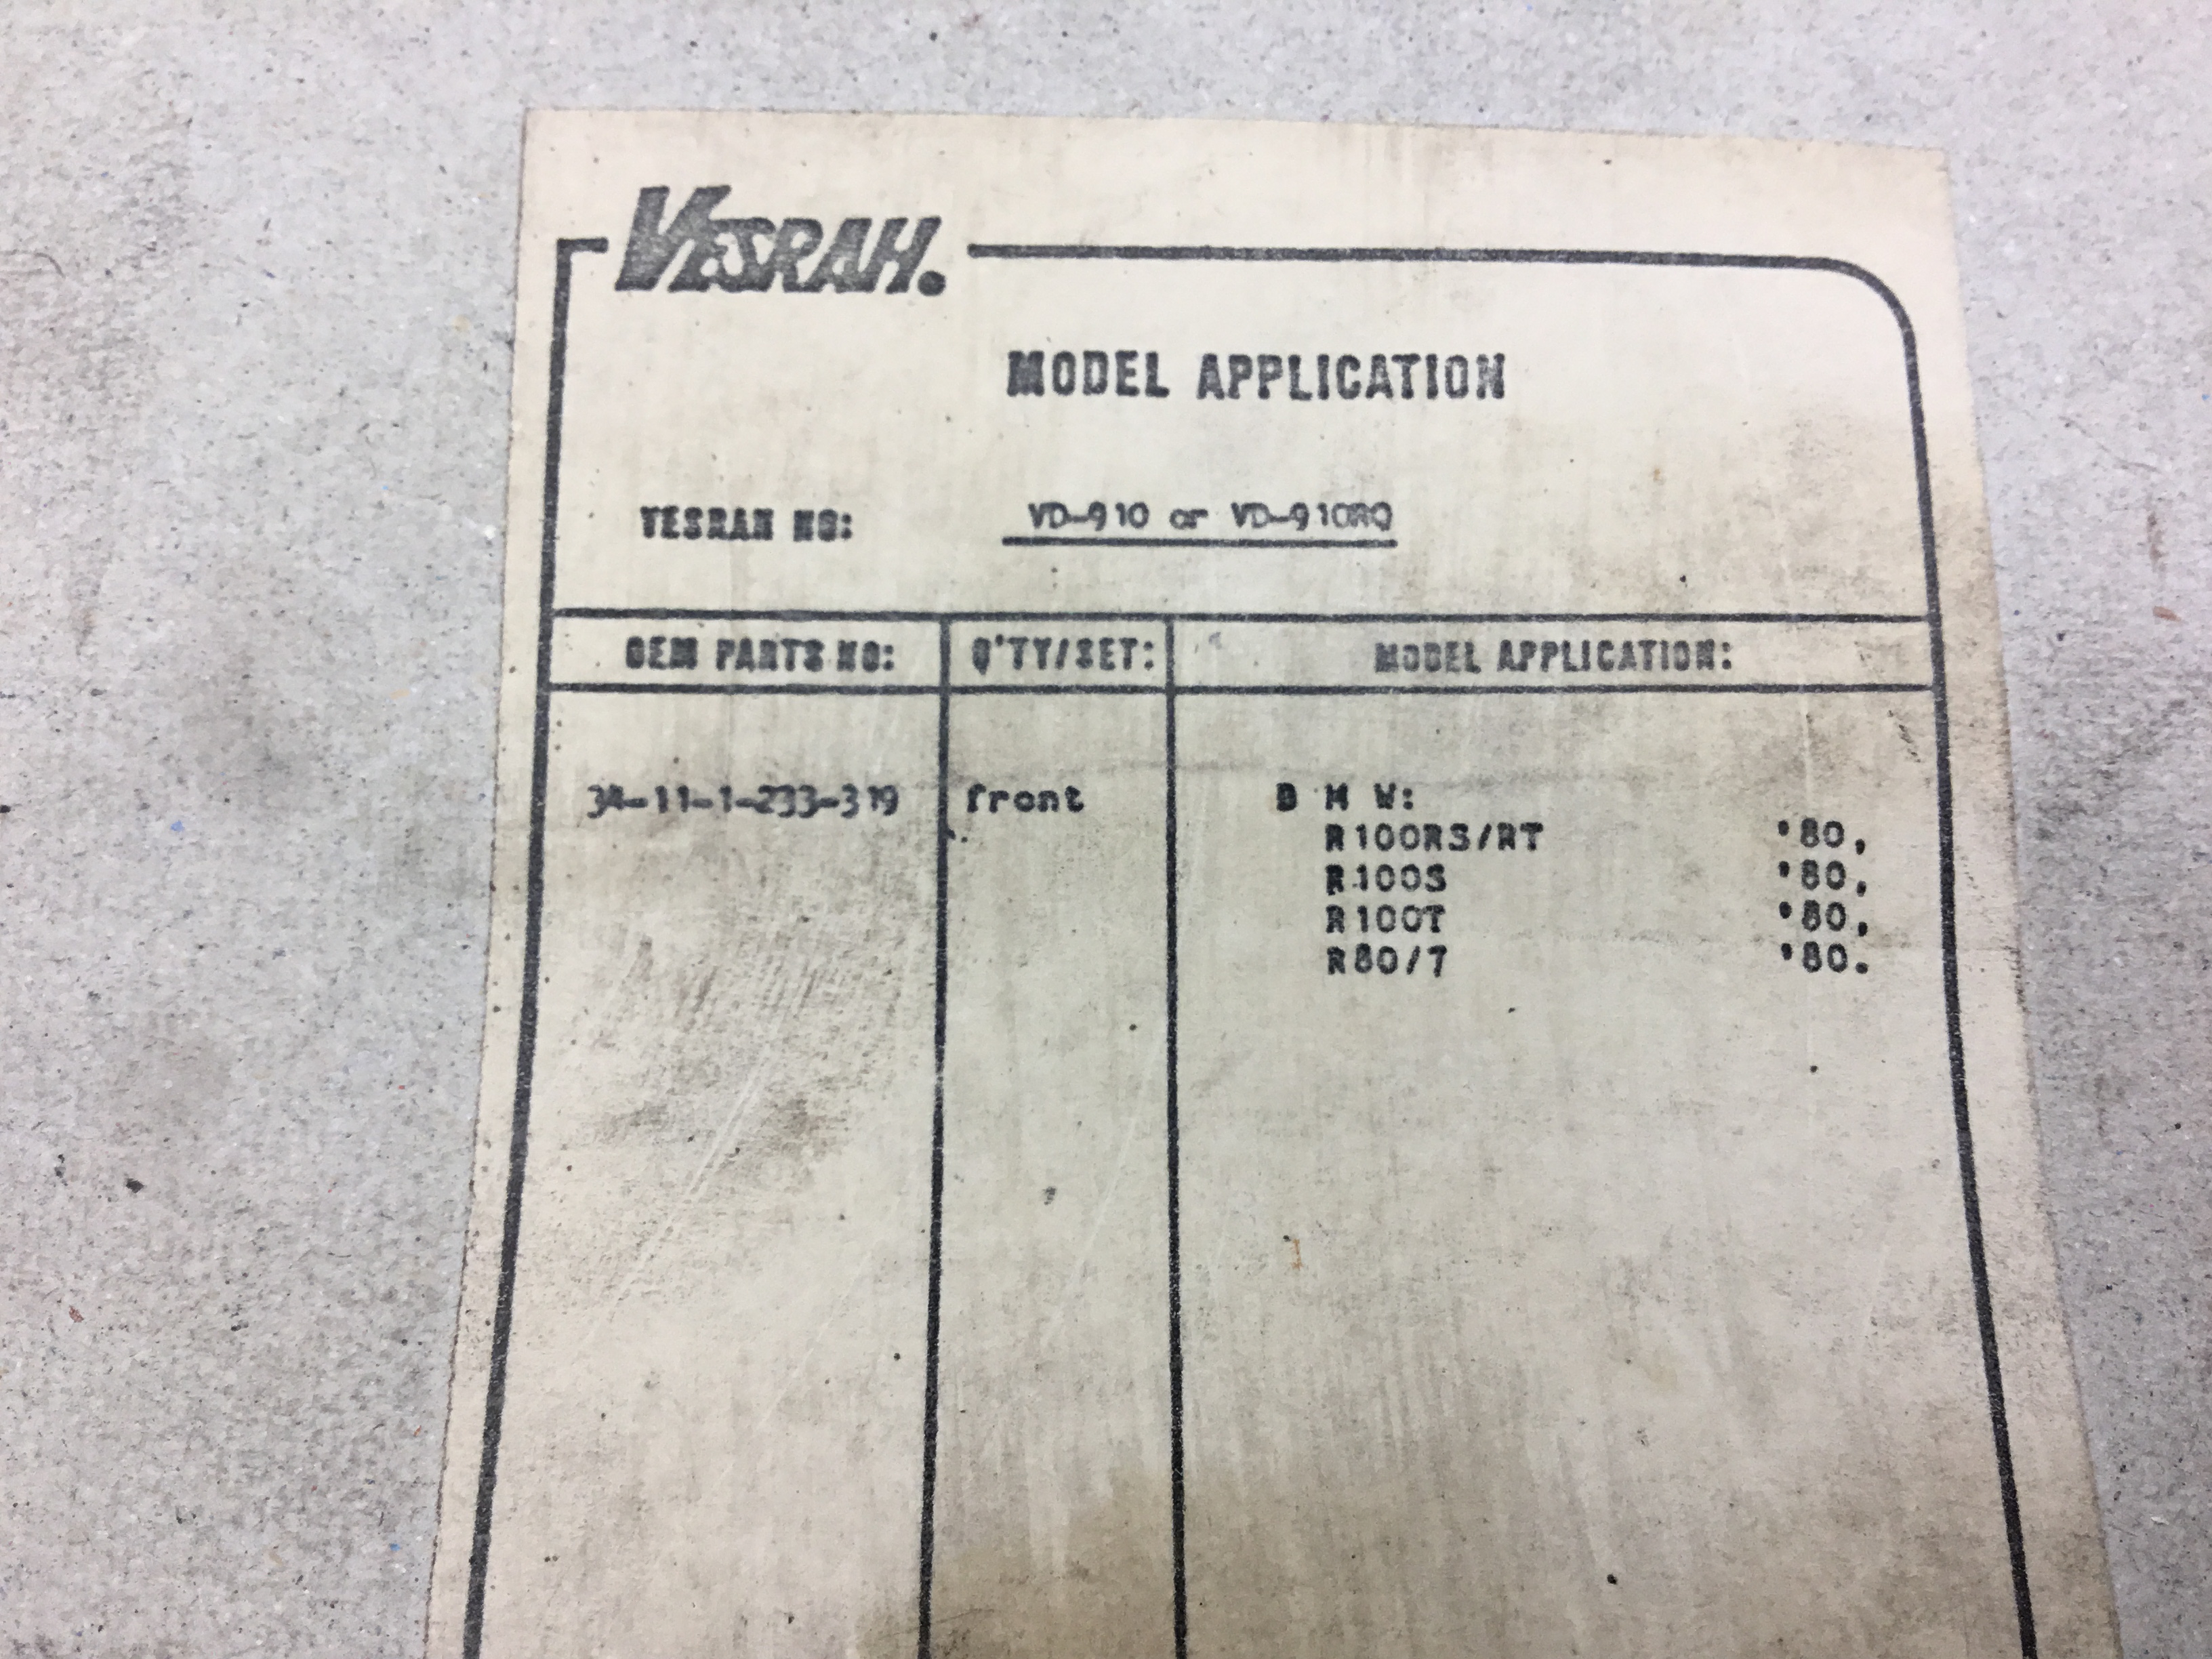 VESRAH.
MODEL APPLICATION
VESRAH NO: VD-910 or VD-910RQ
OEM PARTS NO: Q'TY/SET: MODEL APPLICATION:
34-11-1-233-319 front B M W:
R100RS/RT '80,
R100S '80,
R100T '80,
R80/7 '80.